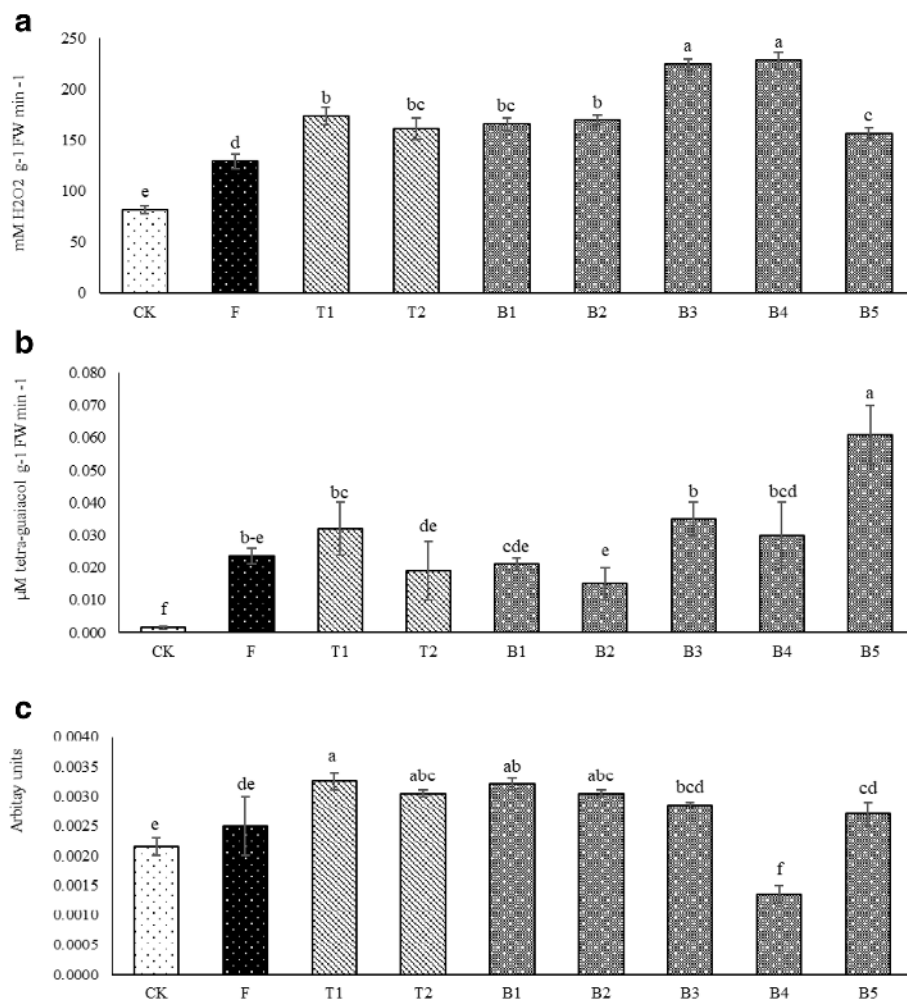 a
mM H2O2 g-1 FW min -1
250
200
150
100
50
0
e
d
b
bc
bc
b
a
a
c
CK F T1 T2 B1 B2 B3 B4 B5
b
µM tetra-guaiacol g-1 FW min -1
0.080
0.070
0.060
0.050
0.040
0.030
0.020
0.010
0.000
f
b-e
bc
de
cde
e
b
bcd
a
CK F T1 T2 B1 B2 B3 B4 B5
c
Arbitay units
0.0040
0.0035
0.0030
0.0025
0.0020
0.0015
0.0010
0.0005
0.0000
e
de
a
abc
ab
abc
bcd
f
cd
CK F T1 T2 B1 B2 B3 B4 B5